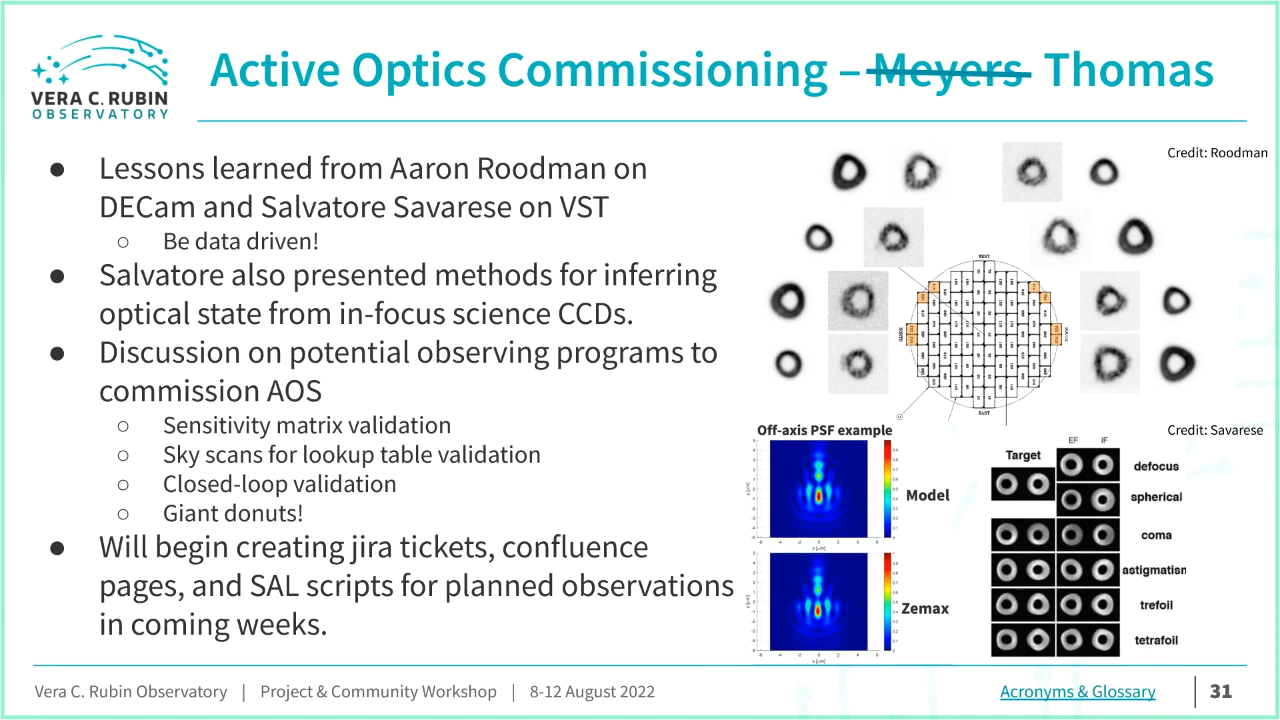 VERA C. RUBIN
OBSERVATORY
Active Optics Commissioning – Meyers Thomas
● Lessons learned from Aaron Roodman on
DECam and Salvatore Savarese on VST
○ Be data driven!
● Salvatore also presented methods for inferring
optical state from in-focus science CCDs.
● Discussion on potential observing programs to
commission AOS
○ Sensitivity matrix validation
○ Sky scans for lookup table validation
○ Closed-loop validation
○ Giant donuts!
● Will begin creating jira tickets, confluence
pages, and SAL scripts for planned observations
in coming weeks.
Credit: Roodman
WEST
EAST
Credit: Savarese
Off-axis PSF example
Model
x [µm]
Zemax
x [µm]
EF IF
Target
defocus
spherical
coma
astigmatism
trefoil
tetrafoil
Vera C. Rubin Observatory | Project & Community Workshop | 8-12 August 2022
Acronyms & Glossary
31